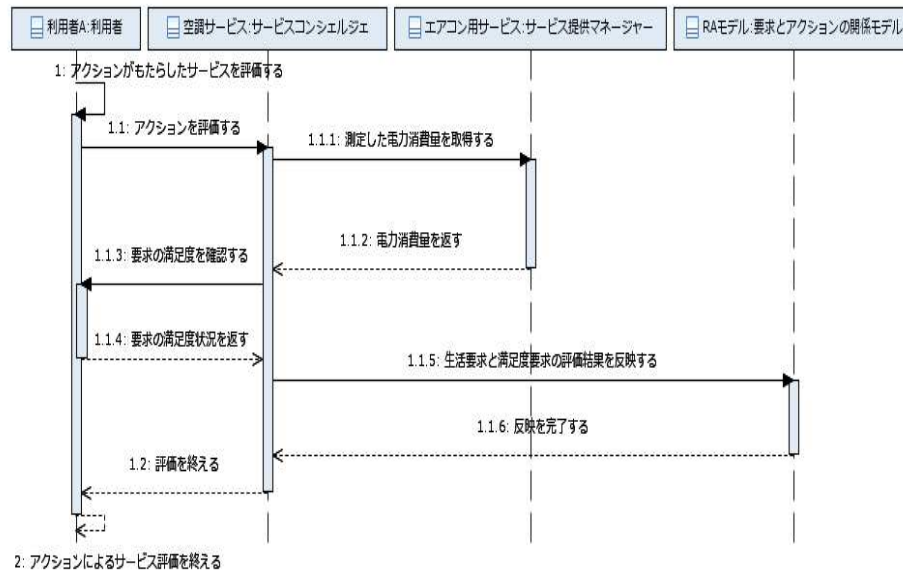 利用者A:利用者
空調サービス:サービスコンシェルジェ
エアコン用サービス:サービス提供マネージャー
RAモデル:要求とアクションの関係モデル
1: アクションがもたらしたサービスを評価する
1.1: アクションを評価する
1.1.1: 測定した電力消費量を取得する
1.1.2: 電力消費量を返す
1.1.3: 要求の満足度を確認する
1.1.4: 要求の満足度状況を返す
1.1.5: 生活要求と満足度要求の評価結果を反映する
1.1.6: 反映を完了する
1.2: 評価を終える
2: アクションによるサービス評価を終える